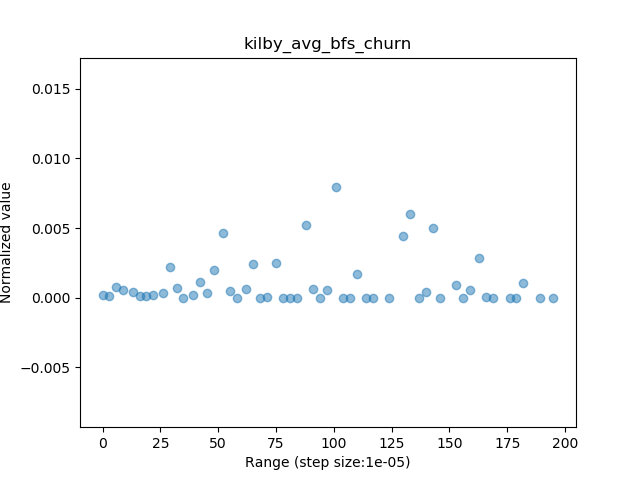 kilby_avg_bfs_churn
Normalized value
0.015
0.010
0.005
0.000
−0.005
0 25 50 75 100 125 150 175 200
Range (step size:1e-05)